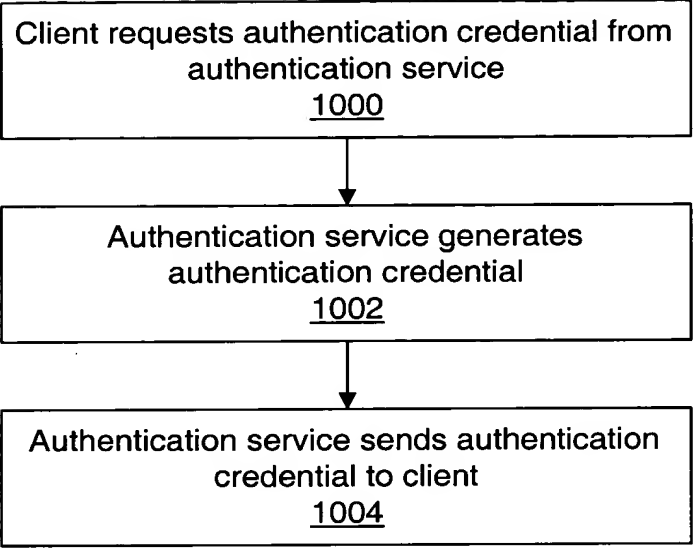 Client requests authentication credential from
authentication service
1000
Authentication service generates
authentication credential
1002
Authentication service sends authentication
credential to client
1004